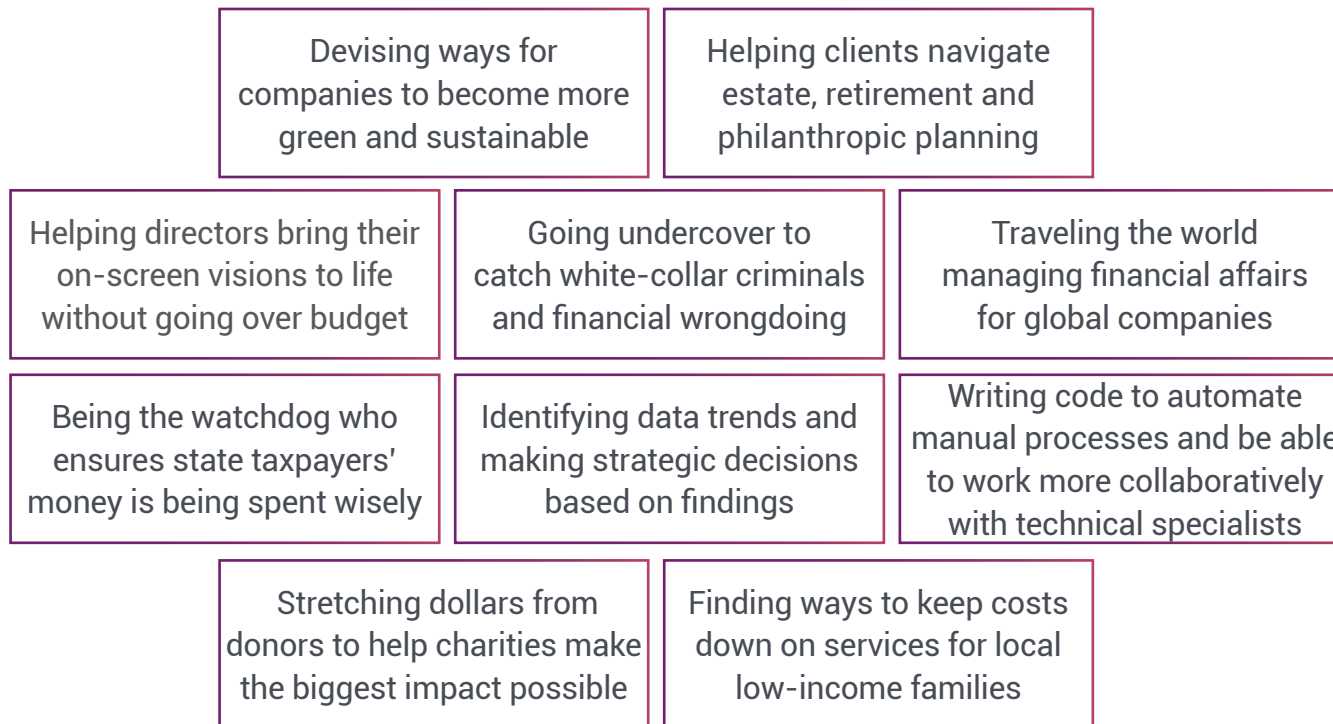 Devising ways for
companies to become more
green and sustainable
Helping clients navigate
estate, retirement and
philanthropic planning
Helping directors bring their
on-screen visions to life
without going over budget
Going undercover to
catch white-collar criminals
and financial wrongdoing
Traveling the world
managing financial affairs
for global companies
Being the watchdog who
ensures state taxpayers'
money is being spent wisely
Identifying data trends and
making strategic decisions
based on findings
Writing code to automate
manual processes and be able
to work more collaboratively
with technical specialists
Stretching dollars from
donors to help charities make
the biggest impact possible
Finding ways to keep costs
down on services for local
low-income families